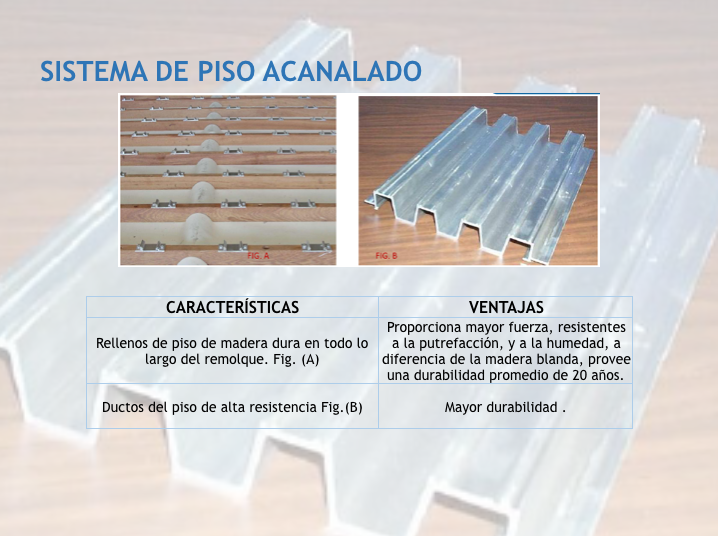 SISTEMA DE PISO ACANALADO
FIG. A
FIG. B
CARACTERÍSTICAS
VENTAJAS
Rellenos de piso de madera dura en todo lo
largo del remolque. Fig. (A)
Proporciona mayor fuerza, resistentes
a la putrefacción, y a la humedad, a
diferencia de la madera blanda, provee
una durabilidad promedio de 20 años.
Ductos del piso de alta resistencia Fig.(B)
Mayor durabilidad .